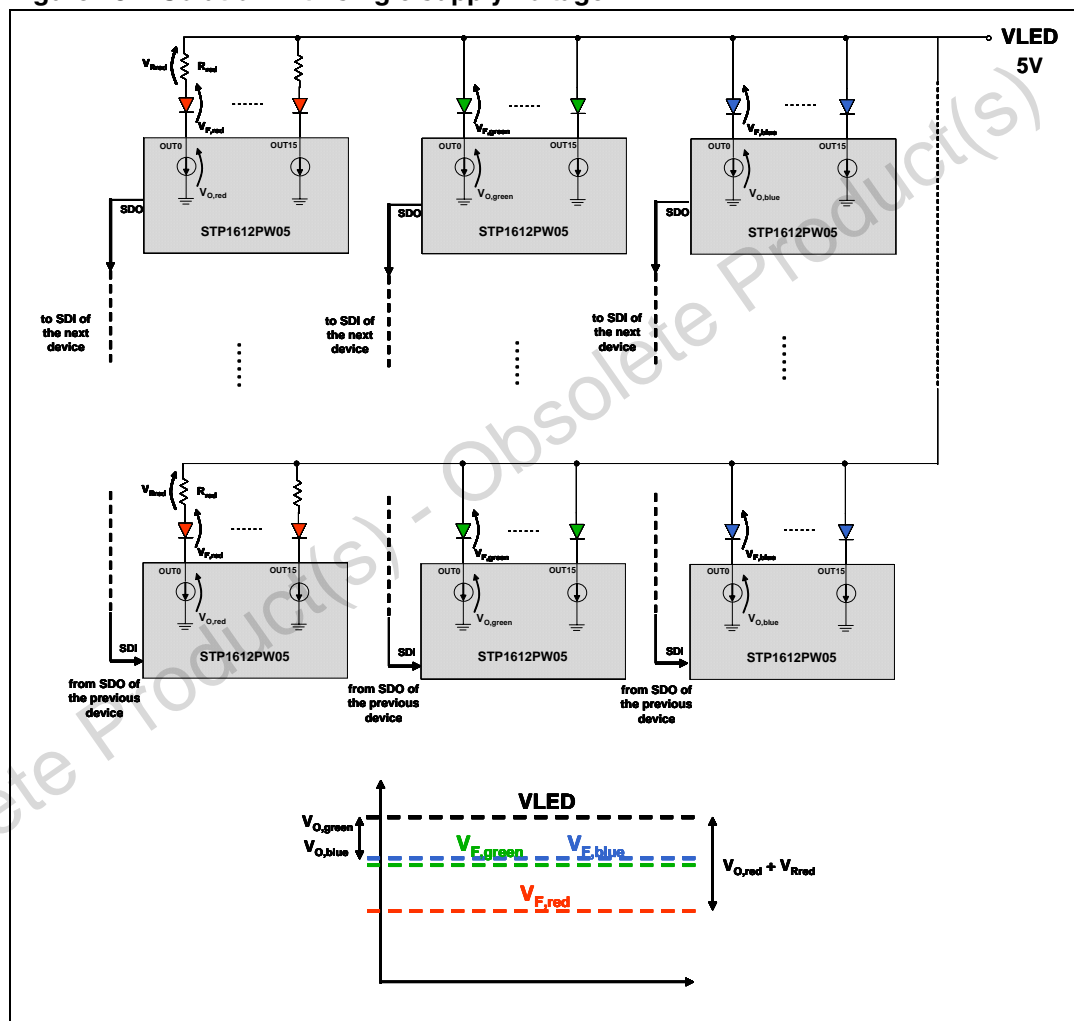 VLED
5V
VRred
Rred
VF,red
VF,green
VF,blue
OUT0
OUT15
OUT0
OUT15
OUT0
OUT15
VO,red
VO,green
VO,blue
SDO
SDO
SDO
STP1612PW05
STP1612PW05
STP1612PW05
to SDI of
the next
device
to SDI of
the next
device
to SDI of
the next
device
VRred
Rred
VF,red
VF,green
VF,blue
OUT0
OUT15
OUT0
OUT15
OUT0
OUT15
VO,red
VO,green
VO,blue
SDI
SDI
SDI
STP1612PW05
STP1612PW05
STP1612PW05
from SDO of
the previous
device
from SDO of
the previous
device
from SDO of
the previous
device
VLED
VO,green
VO,blue
VF,green
VF,blue
VO,red + VRred
VF,red
ete Product(s) - Obsolete Product(s)